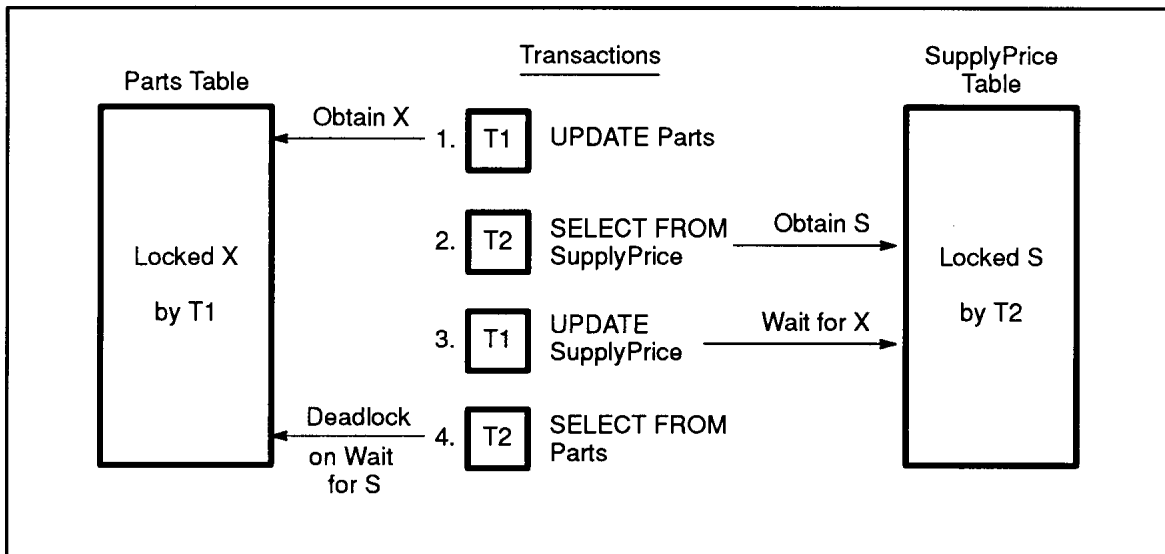 Transactions
Parts Table
SupplyPrice
Table
Obtain X
1. T1 UPDATE Parts
2. T2 SELECT FROM
SupplyPrice
Obtain S
Locked X
by T1
Locked S
by T2
3. T1 UPDATE
SupplyPrice
Wait for X
Deadlock
on Wait
for S
4. T2 SELECT FROM
Parts